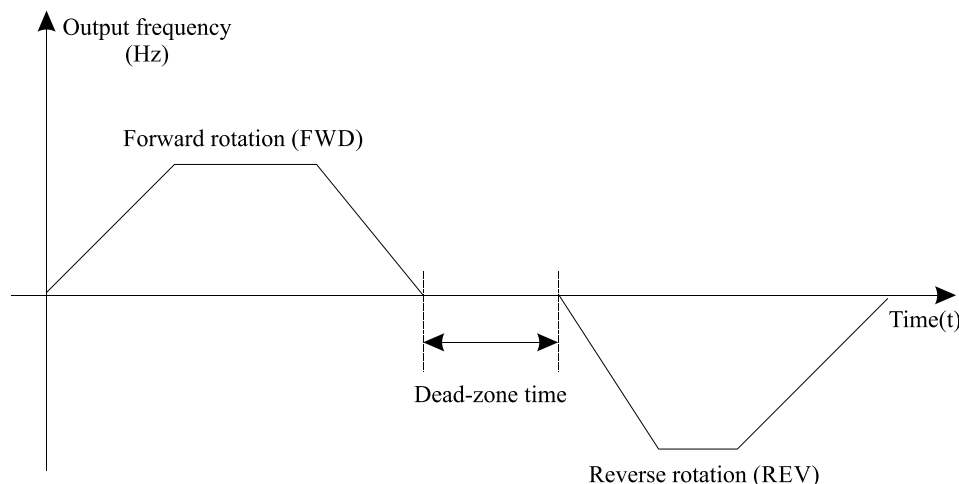 Output frequency
(Hz)
Forward rotation (FWD)
Time(t)
Dead-zone time
Reverse rotation (REV)